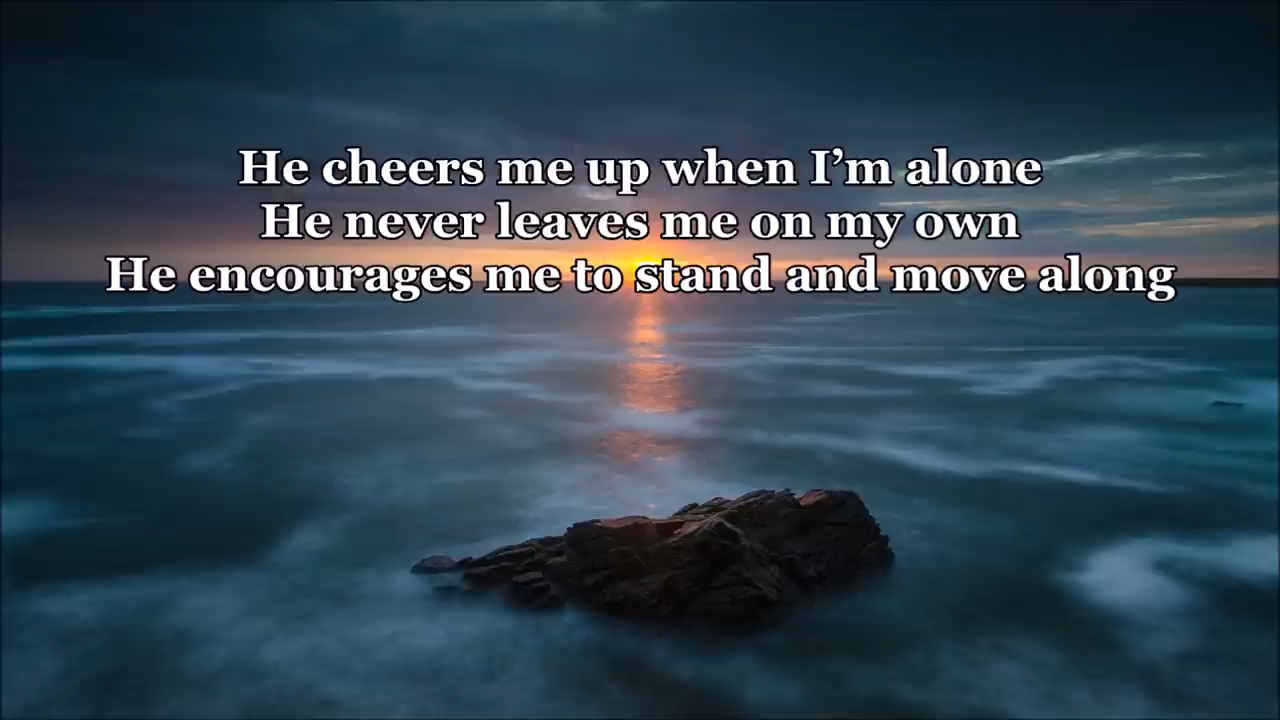 He cheers me up when I’m alone
He never leaves me on my own
He encourages me to stand and move along